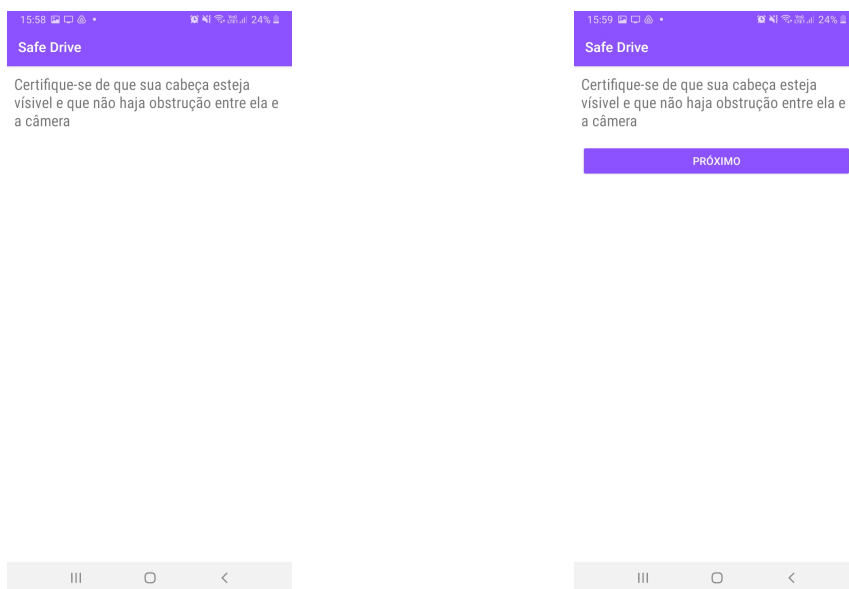 15:58
24%
Safe Drive
Certifique-se de que sua cabeça esteja
vísivel e que não haja obstrução entre ela e
a câmera
15:59
24%
Safe Drive
Certifique-se de que sua cabeça esteja
vísivel e que não haja obstrução entre ela e
a câmera
PRÓXIMO